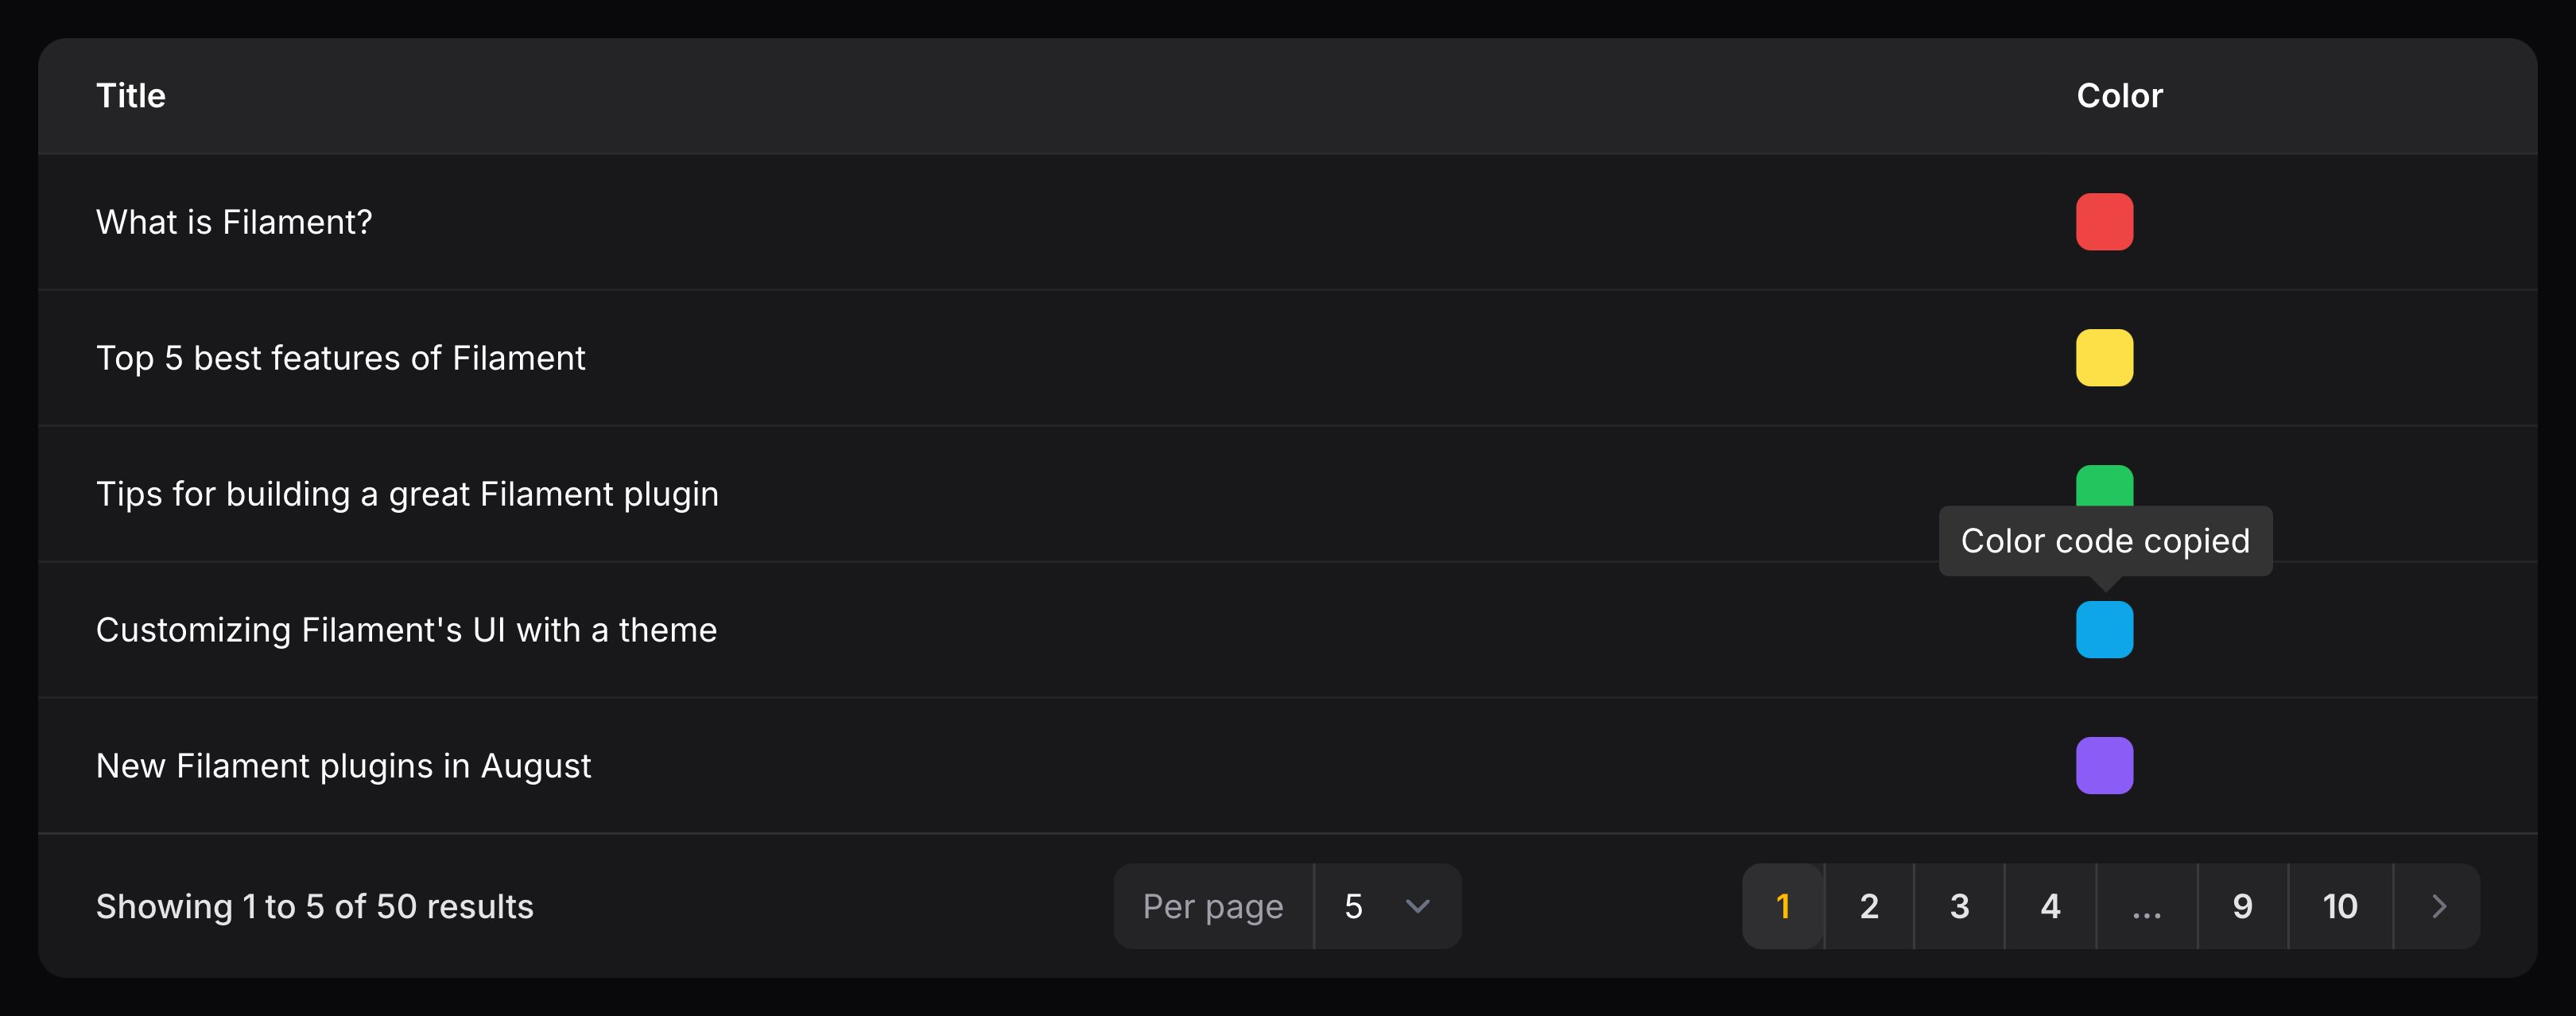 Title Color
What is Filament?
Top 5 best features of Filament
Tips for building a great Filament plugin
Color code copied
Customizing Filament's UI with a theme
New Filament plugins in August
Showing 1 to 5 of 50 results Per page 5 1 2 3 4 ... 9 10